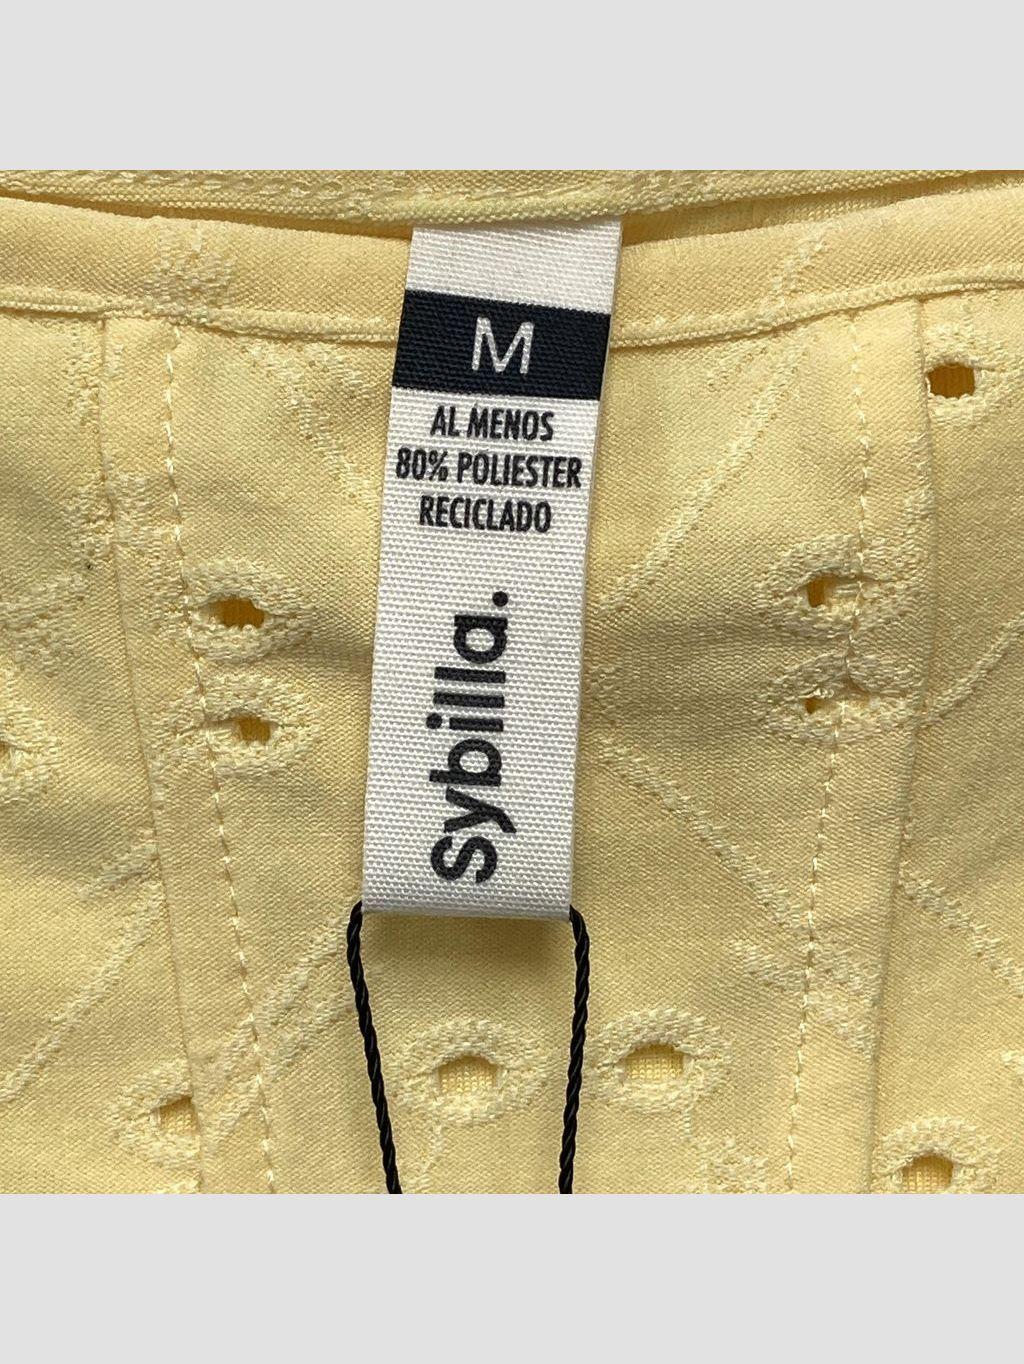 M
AL MENOS
80% POLIESTER
RECICLADO
Sybilla.